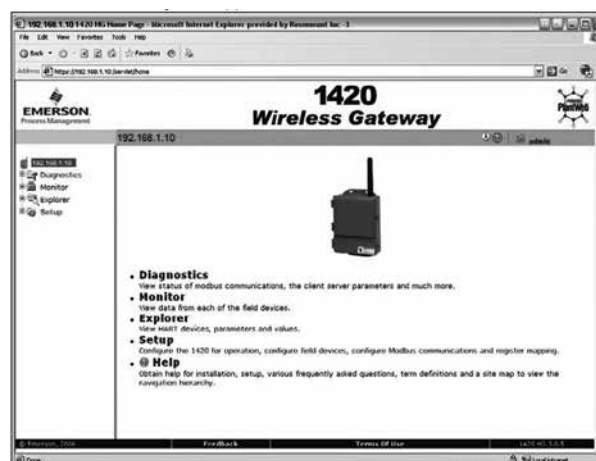 192.168.1.10 1420 HG Home Page - Microsoft Internet Explorer provided by Rosemount Inc -3
File Edit View Favorites Tools Help
Back Favorites
Address https://192.168.1.10/servlet/home Go
EMERSON
Process Management
1420
Wireless Gateway
PlantWeb
192.168.1.10 admin
192.168.1.10
Diagnostics
Monitor
Explorer
Setup
• Diagnostics
View status of modbus communications, the client server parameters and much more.
• Monitor
View data from each of the field devices.
• Explorer
View HART devices, parameters and values.
• Setup
Configure the 1420 for operation, configure field devices, configure Modbus communications and register mapping.
• Help
Obtain help for installation, setup, various frequently asked questions, term definitions and a site map to view the
navigation hierarchy.
© Emerson, 2006 Feedback Terms Of Use
Done Local intranet